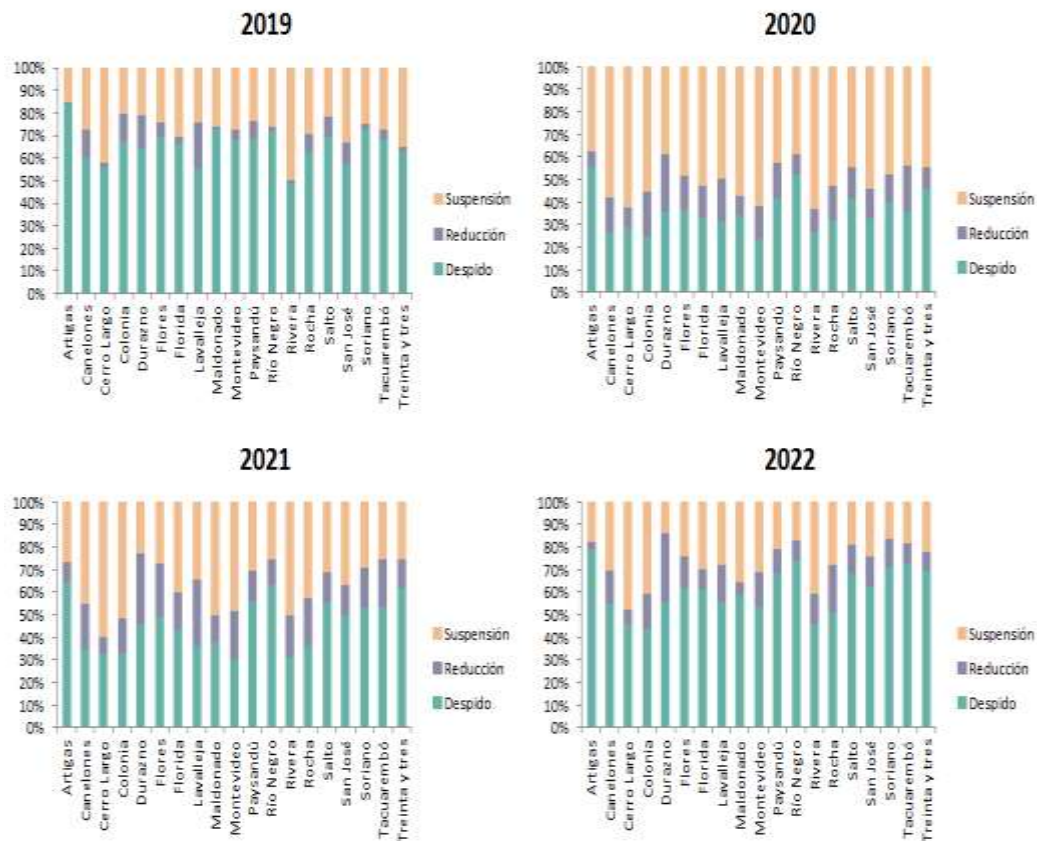 2019
100%
90%
80%
70%
60%
50%
40%
30%
20%
10%
0%
Suspensión
Reducción
Despido
Artigas
Canelones
Cerro Largo
Colonia
Durazno
Flores
Florida
Lavalleja
Maldonado
Montevideo
Paysandú
Río Negro
Rivera
Rocha
Salto
San José
Soriano
Tacuarembó
Treinta y tres
2020
100%
90%
80%
70%
60%
50%
40%
30%
20%
10%
0%
Suspensión
Reducción
Despido
Artigas
Canelones
Cerro Largo
Colonia
Durazno
Flores
Florida
Lavalleja
Maldonado
Montevideo
Paysandú
Río Negro
Rivera
Rocha
Salto
San José
Soriano
Tacuarembó
Treinta y tres
2021
100%
90%
80%
70%
60%
50%
40%
30%
20%
10%
0%
Suspensión
Reducción
Despido
Artigas
Canelones
Cerro Largo
Colonia
Durazno
Flores
Florida
Lavalleja
Maldonado
Montevideo
Paysandú
Río Negro
Rivera
Rocha
Salto
San José
Soriano
Tacuarembó
Treinta y tres
2022
100%
90%
80%
70%
60%
50%
40%
30%
20%
10%
0%
Suspensión
Reducción
Despido
Artigas
Canelones
Cerro Largo
Colonia
Durazno
Flores
Florida
Lavalleja
Maldonado
Montevideo
Paysandú
Río Negro
Rivera
Rocha
Salto
San José
Soriano
Tacuarembó
Treinta y tres